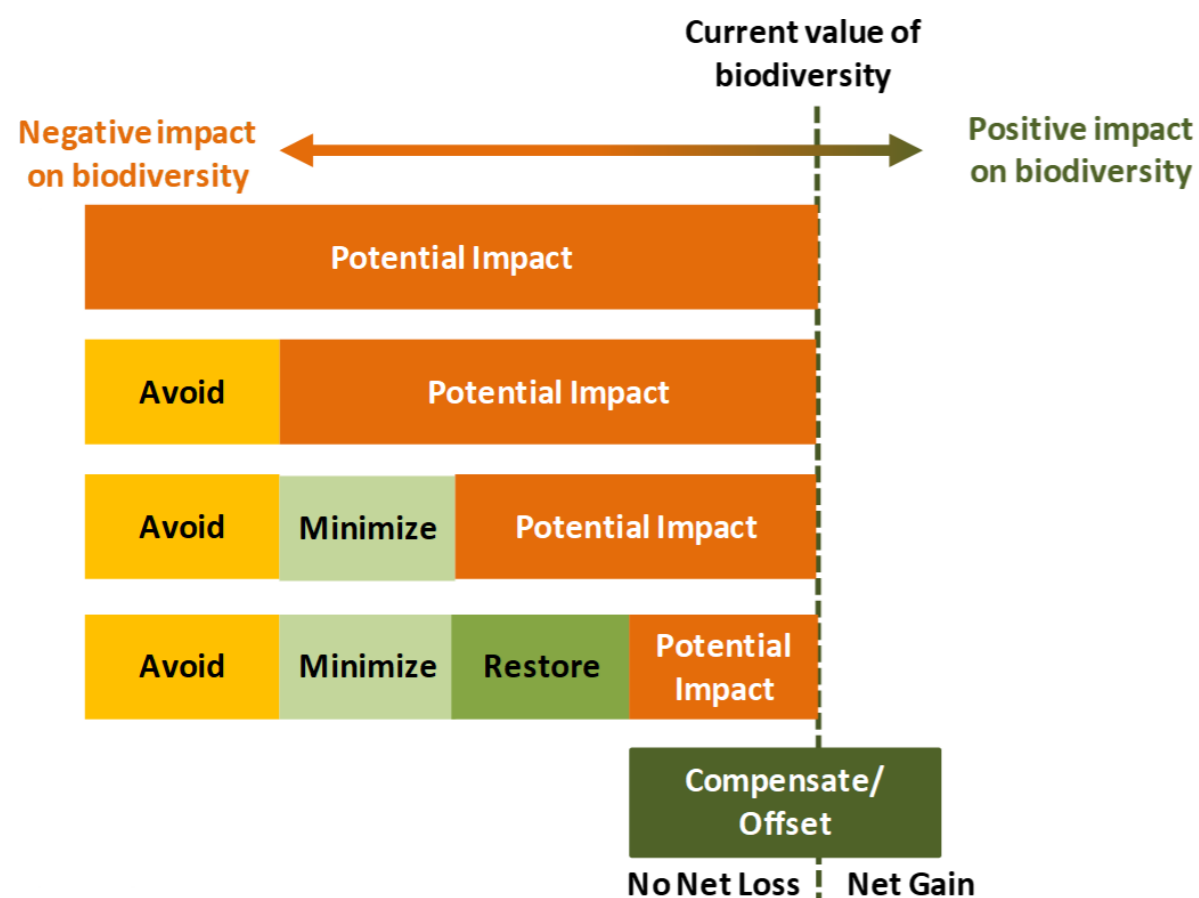 Current value of
biodiversity
Negative impact
on biodiversity
Positive impact
on biodiversity
Potential Impact
Avoid
Potential Impact
Avoid
Minimize
Potential Impact
Avoid
Minimize
Restore
Potential
Impact
Compensate/
Offset
No Net Loss
Net Gain